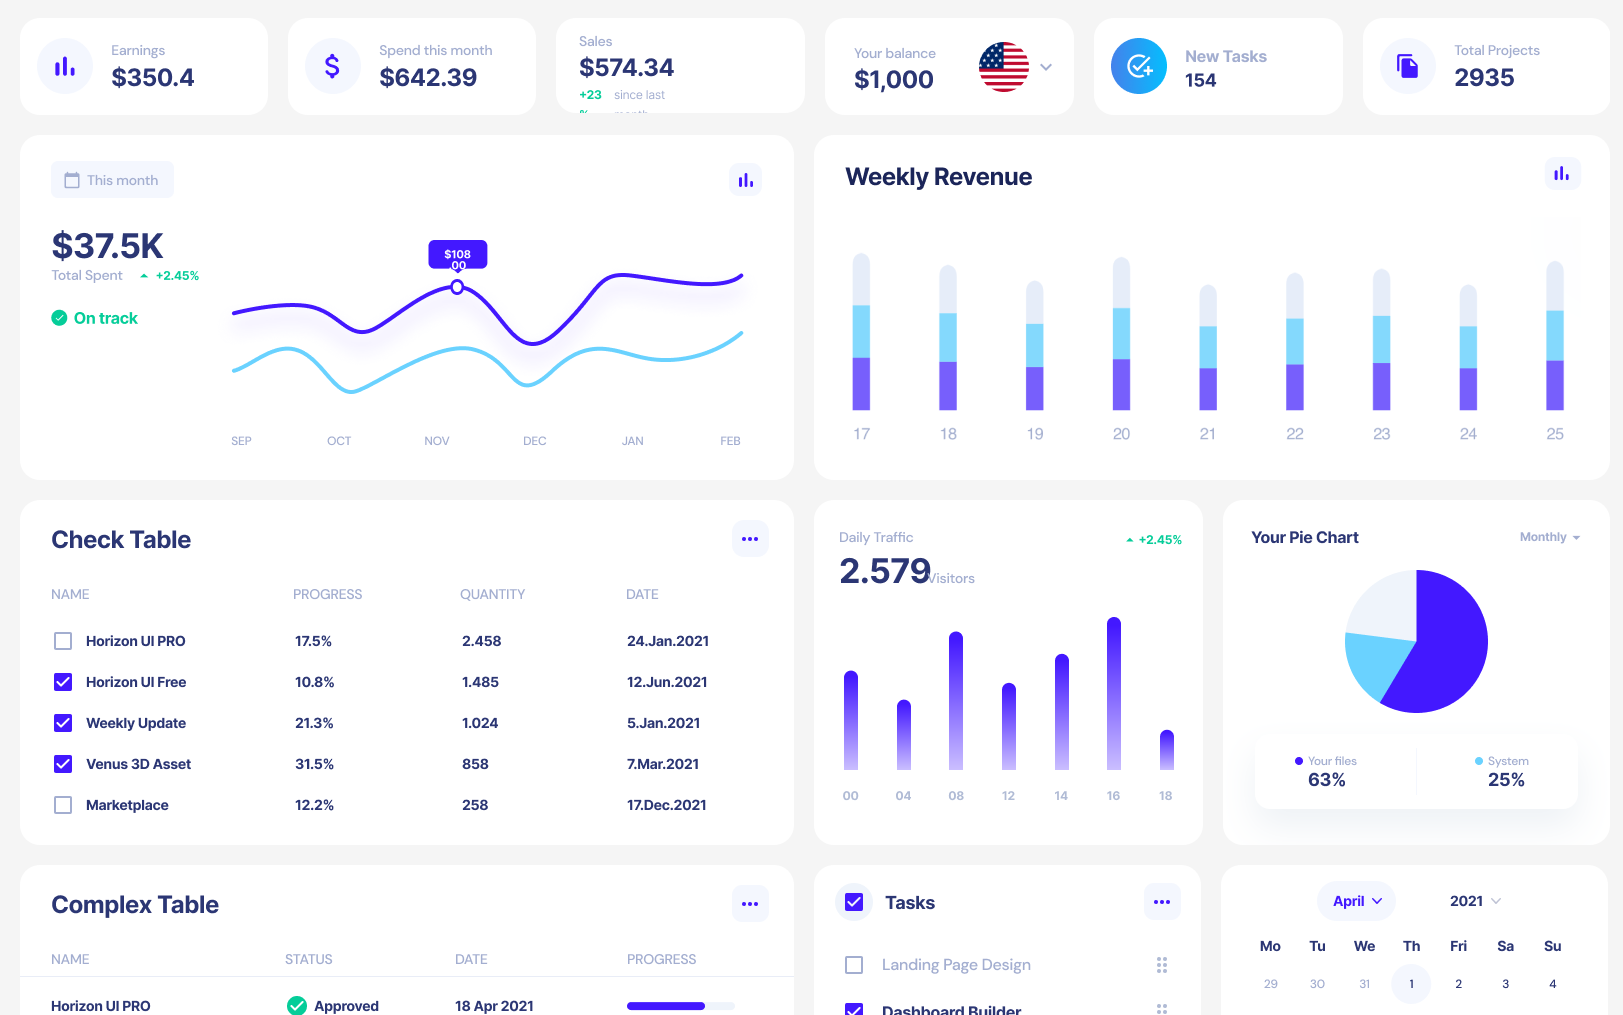 Earnings
$350.4
Spend this month
$642.39
Sales
$574.34
+23 since last
% month
Your balance
$1,000
New Tasks
154
Total Projects
2935
This month
$37.5K
Total Spent +2.45%
On track
$108
00
SEP OCT NOV DEC JAN FEB
Weekly Revenue
17 18 19 20 21 22 23 24 25
Check Table
NAME PROGRESS QUANTITY DATE
Horizon UI PRO 17.5% 2.458 24.Jan.2021
Horizon UI Free 10.8% 1.485 12.Jun.2021
Weekly Update 21.3% 1.024 5.Jan.2021
Venus 3D Asset 31.5% 858 7.Mar.2021
Marketplace 12.2% 258 17.Dec.2021
Daily Traffic
+2.45%
2.579 Visitors
00 04 08 12 14 16 18
Your Pie Chart
Monthly
Your files
63%
System
25%
Complex Table
NAME STATUS DATE PROGRESS
Horizon UI PRO Approved 18 Apr 2021
Tasks
Landing Page Design
Dashboard Builder
April 2021
Mo Tu We Th Fri Sa Su
29 30 31 1 2 3 4